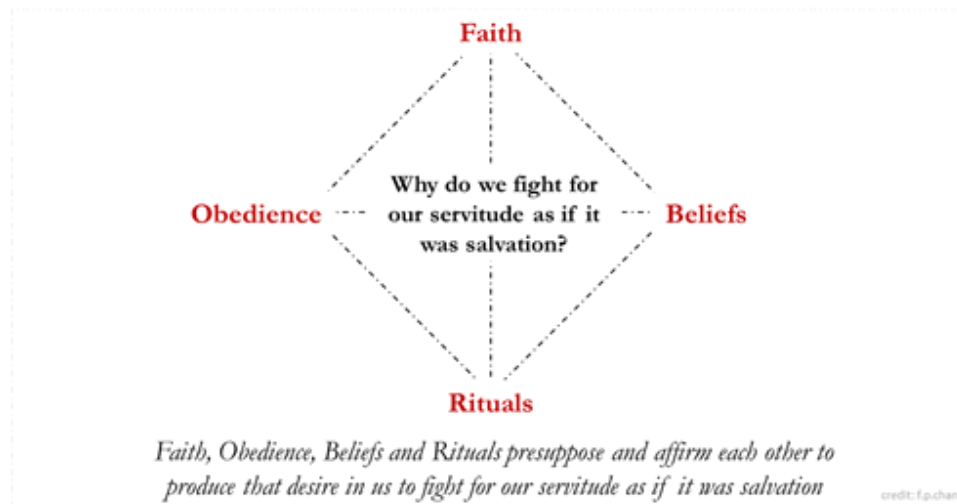 Faith
Why do we fight for
Obedience our servitude as if it Beliefs
was salvation?
Rituals
Faith, Obedience, Beliefs and Rituals presuppose and affirm each other to
produce that desire in us to fight for our servitude as if it was salvation
credit: f.p.chan